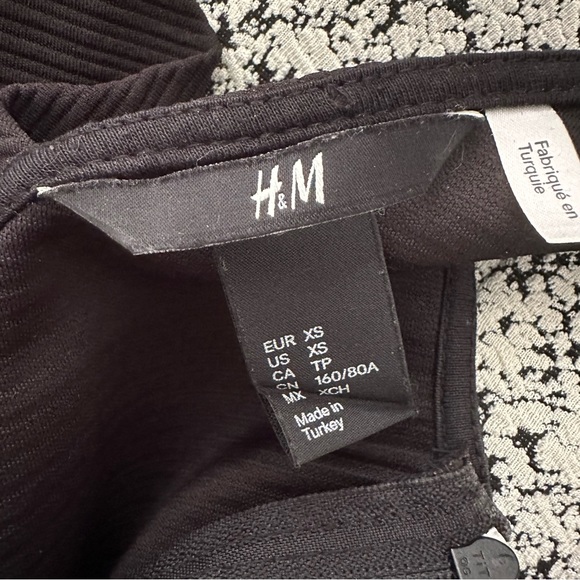 H&M
EUR XS
US XS
CA TP
CN 160/80A
MX XCH
Made in
Turkey
Fabriqué en
Turquie